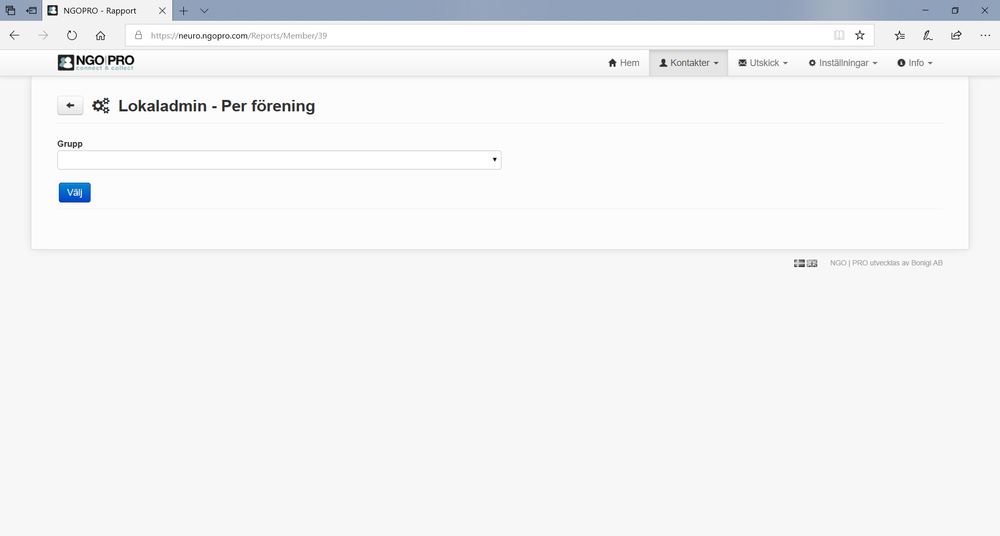 NGOPRO - Rapport
https://neuro.ngopro.com/Reports/Member/39
NGO|PRO
connect & collect
Hem
Kontakter
Utskick
Inställningar
Info
Lokaladmin - Per förening
Grupp
Välj
NGO | PRO utvecklas av Bonigi AB